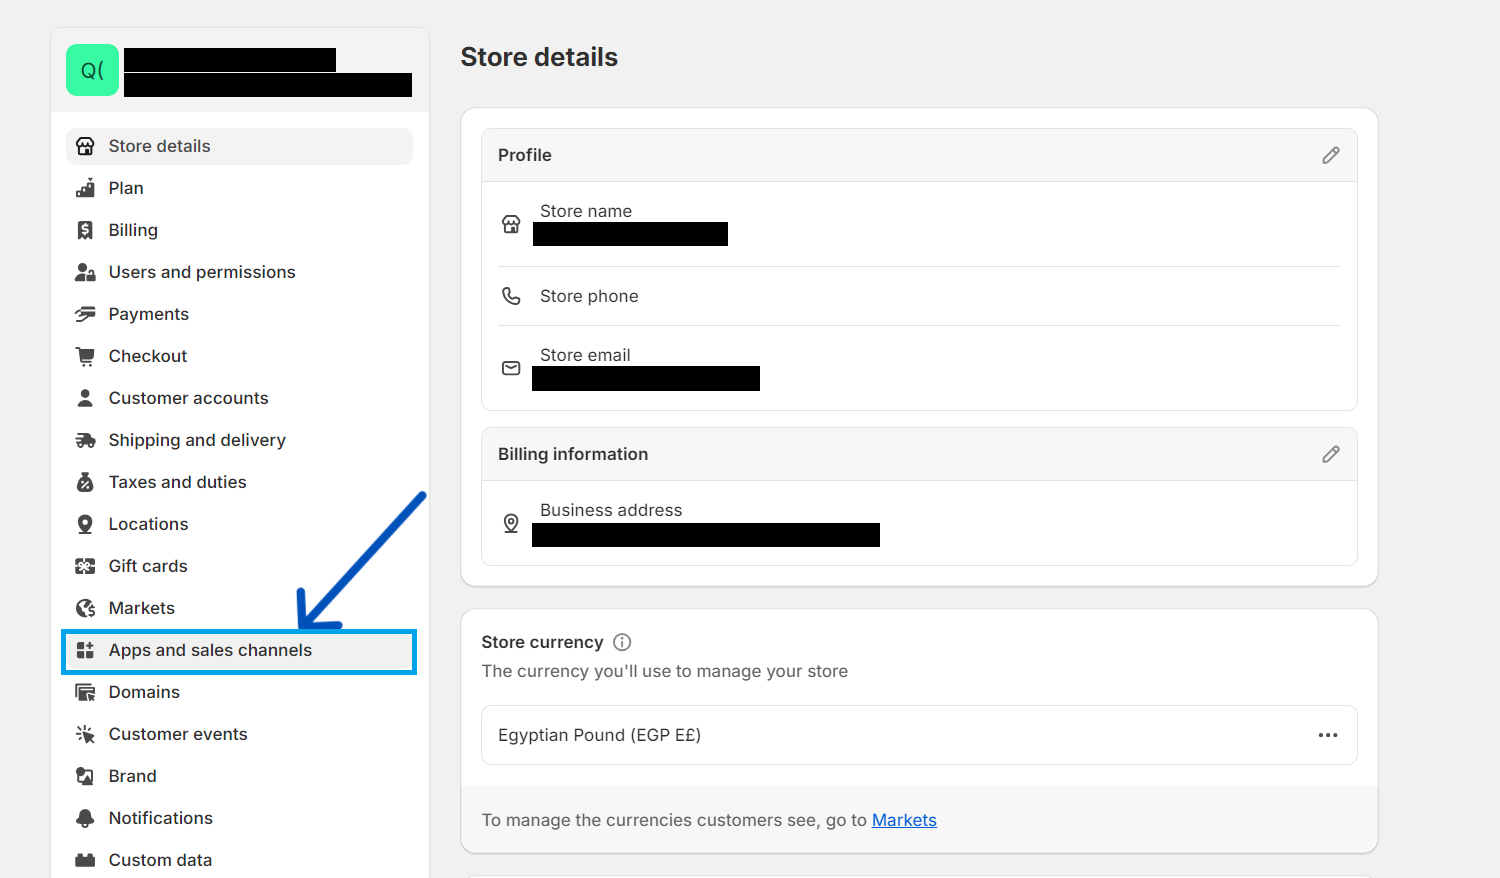 Q(
Store details
Plan
Billing
Users and permissions
Payments
Checkout
Customer accounts
Shipping and delivery
Taxes and duties
Locations
Gift cards
Markets
Apps and sales channels
Domains
Customer events
Brand
Notifications
Custom data
Store details
Profile
Store name
Store phone
Store email
Billing information
Business address
Store currency
The currency you'll use to manage your store
Egyptian Pound (EGP E£)
To manage the currencies customers see, go to Markets